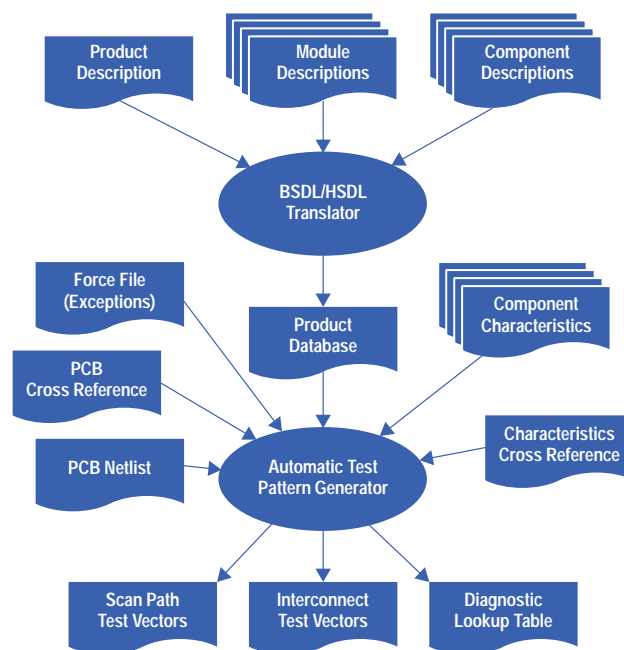 Product
Description
Module
Descriptions
Component
Descriptions
BSDL/HSDL
Translator
Force File
(Exceptions)
Product
Database
Component
Characteristics
PCB
Cross Reference
PCB Netlist
Automatic Test
Pattern Generator
Characteristics
Cross Reference
Scan Path
Test Vectors
Interconnect
Test Vectors
Diagnostic
Lookup Table